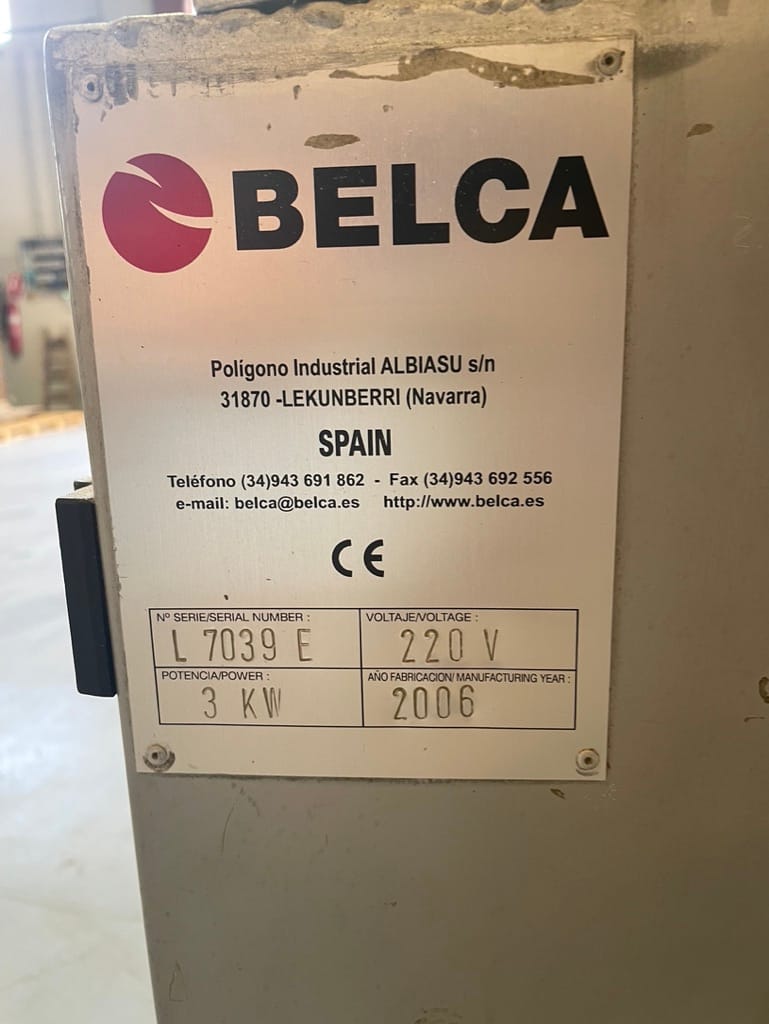 BELCA
Polígono Industrial ALBIASU s/n
31870 -LEKUNBERRI (Navarra)
SPAIN
Teléfono (34)943 691 862 - Fax (34)943 692 556
e-mail: belca@belca.es http://www.belca.es
CE
Nº SERIE/SERIAL NUMBER : VOLTAJE/VOLTAGE :
L 7039 E 220 V
POTENCIA/POWER : AÑO FABRICACION/ MANUFACTURING YEAR :
3 KW 2006